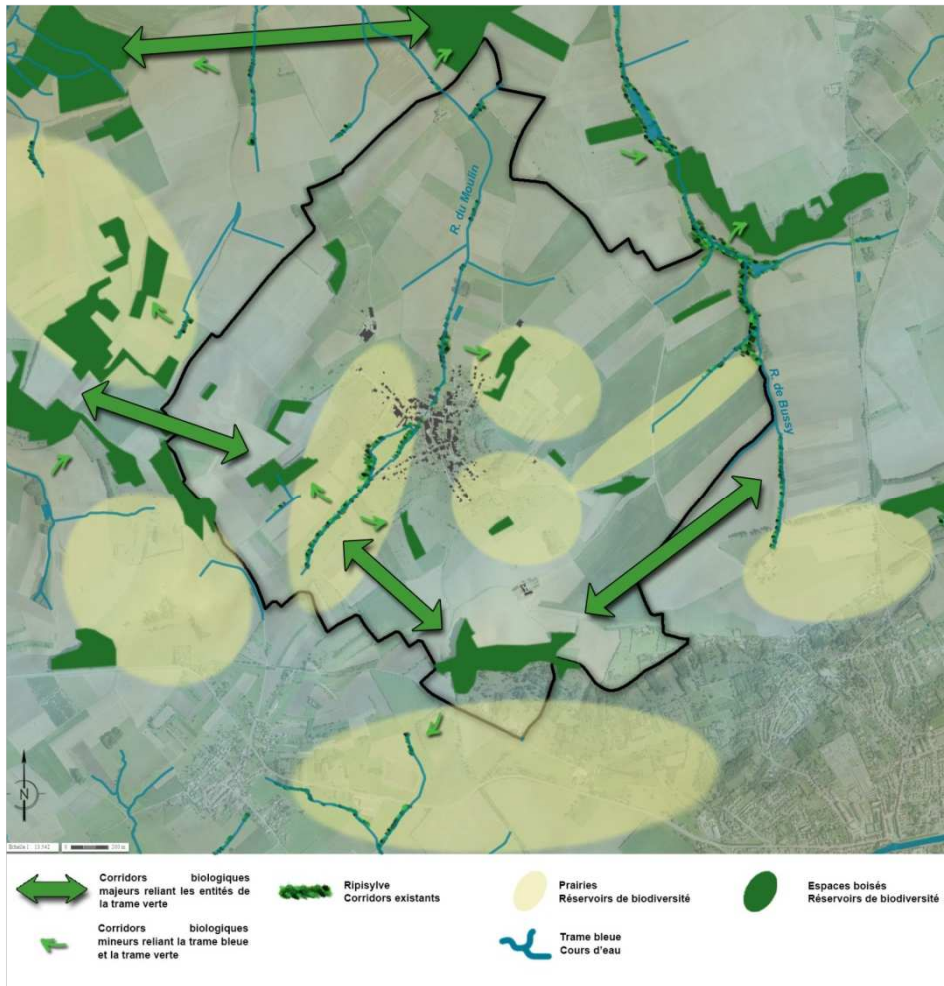 R. du Moulin
R. de Bussy
N
0 200 m
Corridors biologiques
majeurs reliant les entités de
la trame verte
Ripisylve
Corridors existants
Prairies
Réservoirs de biodiversité
Espaces boisés
Réservoirs de biodiversité
Corridors biologiques
mineurs reliant la trame bleue
et la trame verte
Trame bleue
Cours d'eau